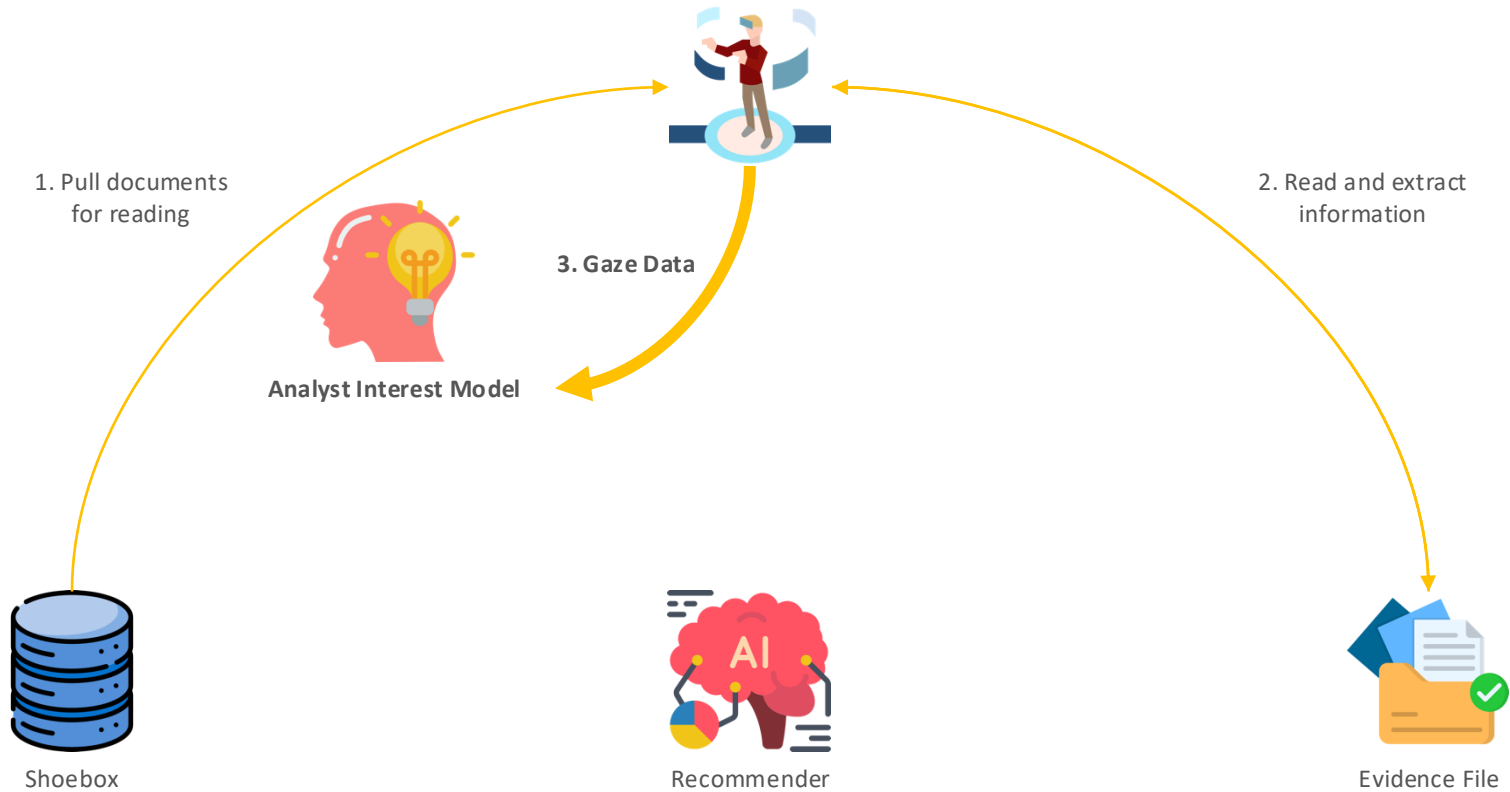 1. Pull documents
for reading
2. Read and extract
information
3. Gaze Data
Analyst Interest Model
AI
Shoebox
Recommender
Evidence File